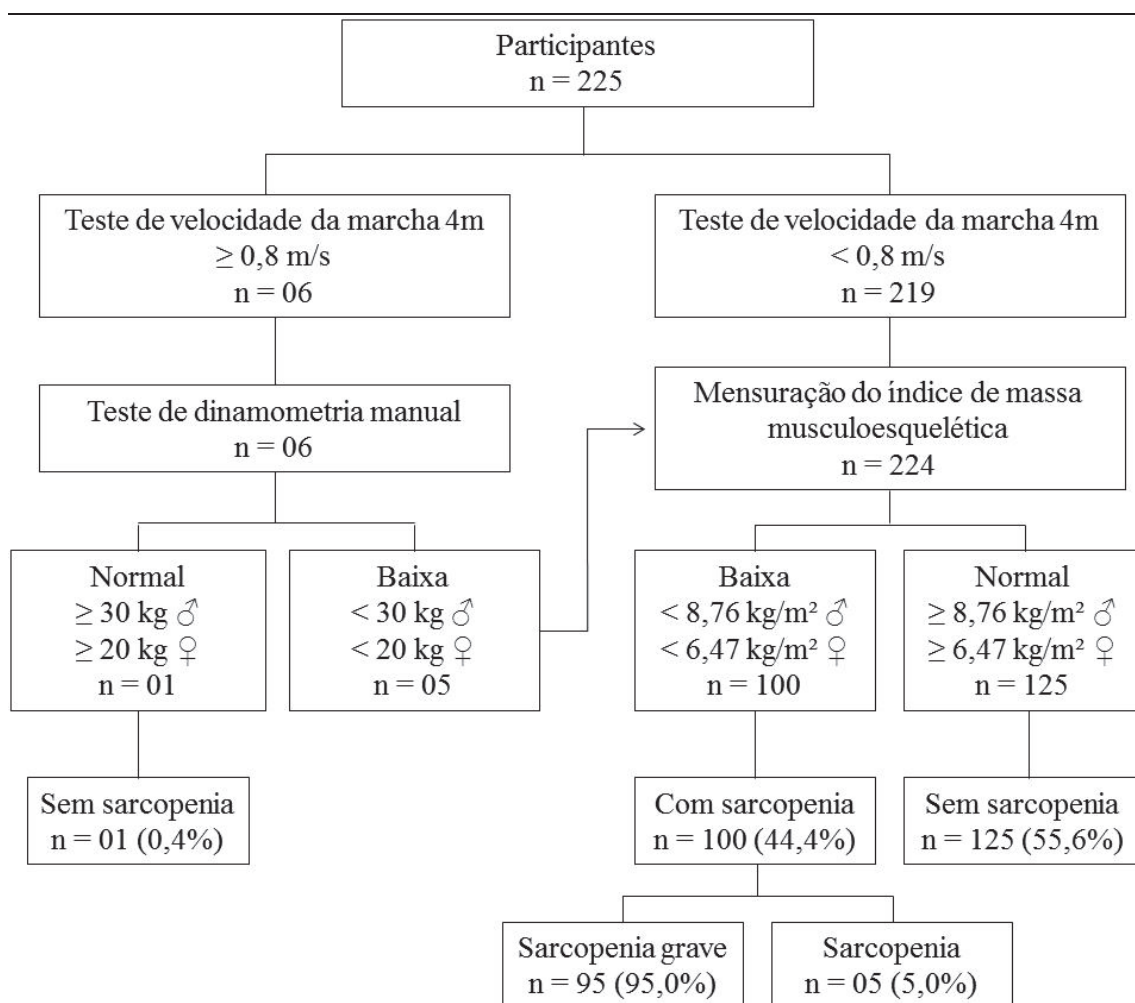 Participantes
n = 225
Teste de velocidade da marcha 4m
≥ 0,8 m/s
n = 06
Teste de velocidade da marcha 4m
< 0,8 m/s
n = 219
Teste de dinamometria manual
n = 06
Mensuração do índice de massa
musculoesquelética
n = 224
Normal
≥ 30 kg ♂
≥ 20 kg ♀
n = 01
Baixa
< 30 kg ♂
< 20 kg ♀
n = 05
Baixa
< 8,76 kg/m² ♂
< 6,47 kg/m² ♀
n = 100
Normal
≥ 8,76 kg/m² ♂
≥ 6,47 kg/m² ♀
n = 125
Sem sarcopenia
n = 01 (0,4%)
Com sarcopenia
n = 100 (44,4%)
Sem sarcopenia
n = 125 (55,6%)
Sarcopenia grave
n = 95 (95,0%)
Sarcopenia
n = 05 (5,0%)